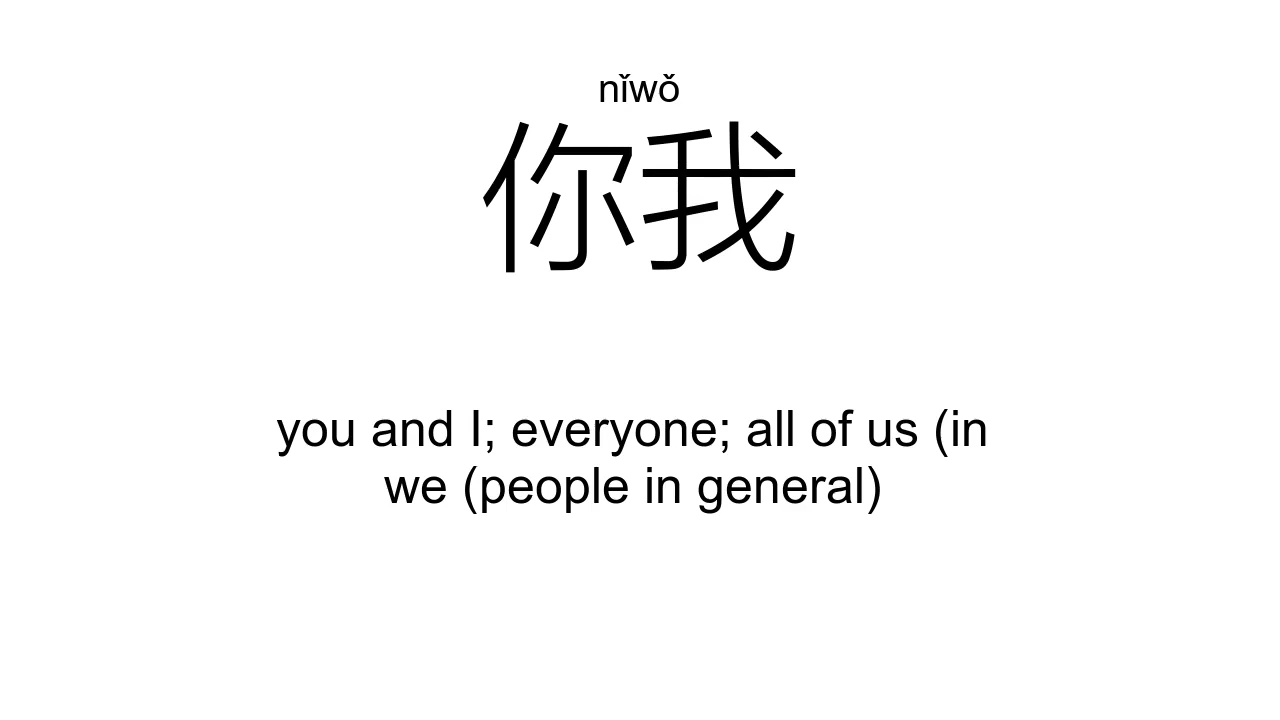 nǐwǒ
你我
you and I; everyone; all of us (in
we (people in general)